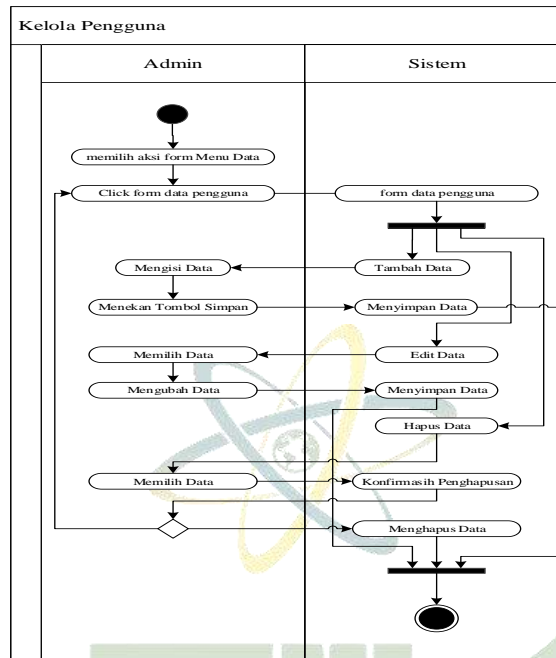 Kelola Pengguna
Admin
Sistem
memilih aksi form Menu Data
Click form data pengguna
form data pengguna
Mengisi Data
Tambah Data
Menekan Tombol Simpan
Menyimpan Data
Memilih Data
Edit Data
Mengubah Data
Menyimpan Data
Hapus Data
Memilih Data
Konfirmasih Penghapusan
Menghapus Data